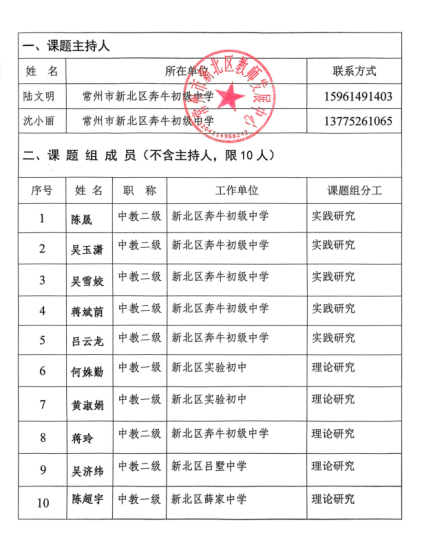 一、课题主持人
姓 名 所在单位 联系方式
陆文明 常州市新北区奔牛初级中学 15961491403
沈小丽 常州市新北区奔牛初级中学 13775261065
二、课 题 组 成 员（不含主持人，限 10 人）
序号 姓 名 职 称 工作单位 课题组分工
1 陈晟 中教二级 新北区奔牛初级中学 实践研究
2 吴玉潇 中教二级 新北区奔牛初级中学 实践研究
3 吴雪姣 中教二级 新北区奔牛初级中学 实践研究
4 蒋斌荫 中教二级 新北区奔牛初级中学 实践研究
5 吕云龙 中教二级 新北区奔牛初级中学 实践研究
6 何姝勤 中教一级 新北区实验初中 理论研究
7 黄淑娟 中教一级 新北区实验初中 理论研究
8 蒋玲 中教二级 新北区奔牛初级中学 理论研究
9 吴济纬 中教二级 新北区吕墅中学 理论研究
10 陈超宇 中教一级 新北区薛家中学 理论研究
常州市新北区教师发展中心